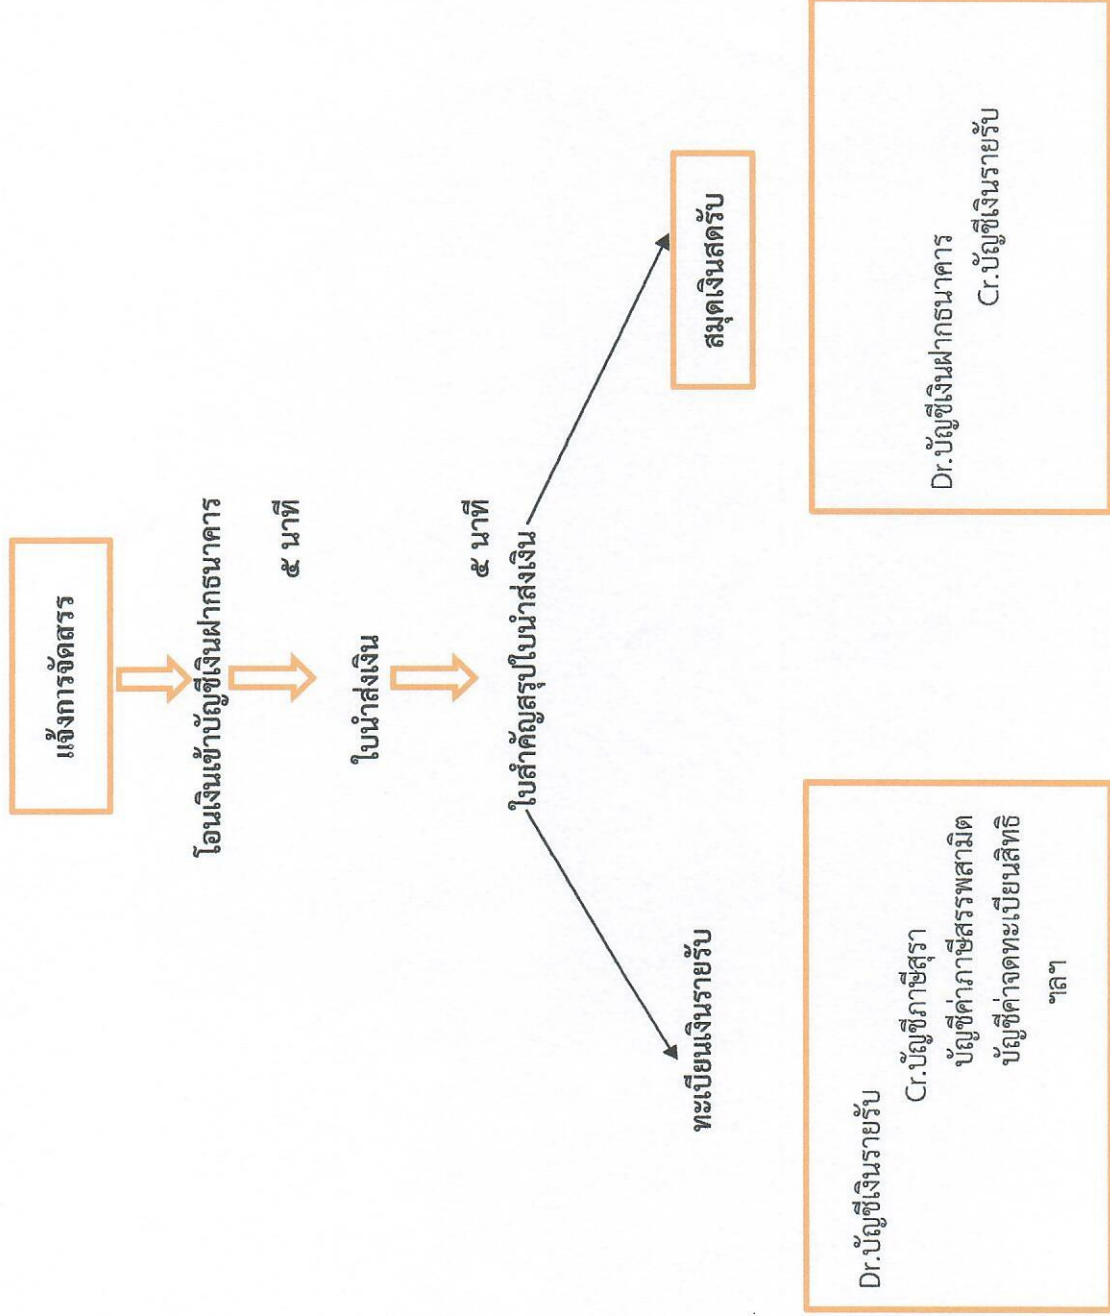 แจ้งการจัดสรร
โอนเงินเข้าบัญชีเงินฝากธนาคาร
๕ นาที
ใบนำส่งเงิน
๕ นาที
ใบสำคัญสรุปใบนำส่งเงิน
ทะเบียนเงินรายรับ
สมุดเงินสดรับ
Dr.บัญชีเงินรายรับ
Cr.บัญชีภาษีสุรา
บัญชีค่าภาษีสรรพสามิต
บัญชีค่าจดทะเบียนสิทธิ
ฯลฯ
Dr.บัญชีเงินฝากธนาคาร
Cr.บัญชีเงินรายรับ